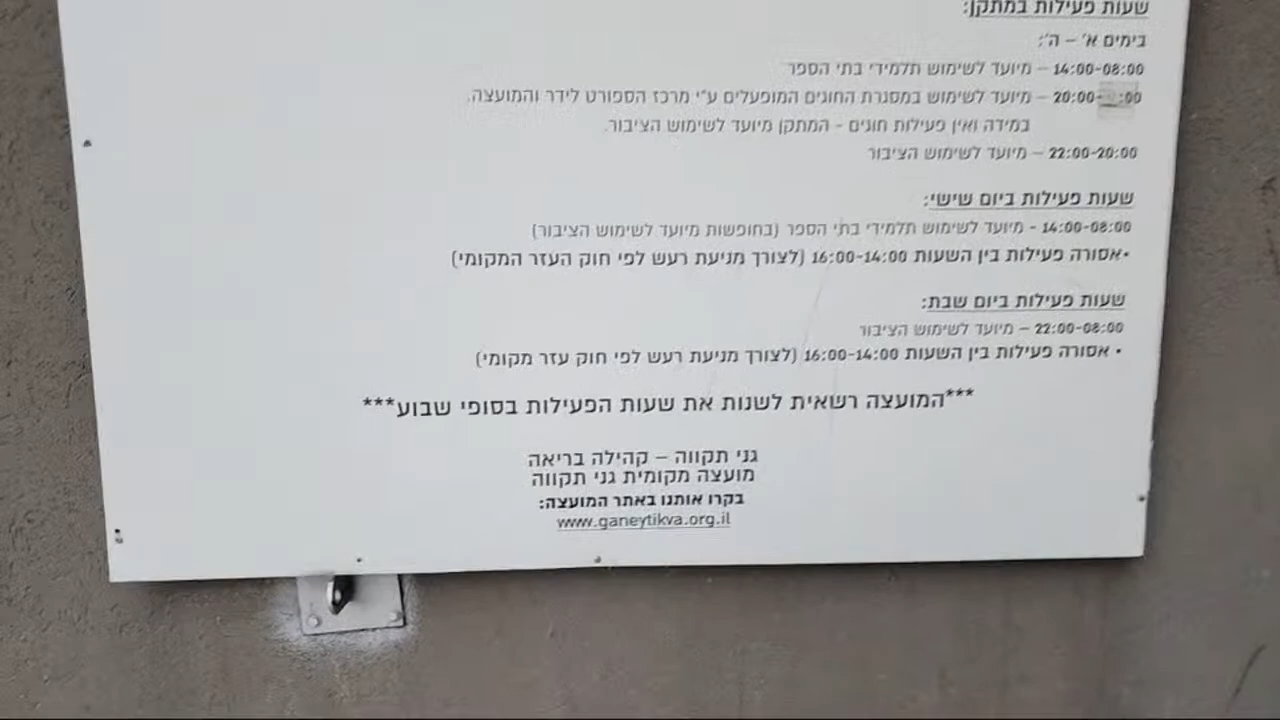 שעות פעילות במתקן:
בימים א' – ה':
14:00-08:00 – מיועד לשימוש תלמידי בתי הספר
20:00- :00 – מיועד לשימוש במסגרת החוגים המופעלים ע"י מרכז הספורט לידר והמועצה.
במידה ואין פעילות חוגים - המתקן מיועד לשימוש הציבור.
22:00-20:00 – מיועד לשימוש הציבור
שעות פעילות ביום שישי:
14:00-08:00 - מיועד לשימוש תלמידי בתי הספר (בחופשות מיועד לשימוש הציבור)
•אסורה פעילות בין השעות 16:00-14:00 (לצורך מניעת רעש לפי חוק העזר המקומי)
שעות פעילות ביום שבת:
22:00-08:00 – מיועד לשימוש הציבור
• אסורה פעילות בין השעות 16:00-14:00 (לצורך מניעת רעש לפי חוק עזר מקומי)
***המועצה רשאית לשנות את שעות הפעילות בסופי שבוע***
גני תקווה – קהילה בריאה
מועצה מקומית גני תקווה
בקרו אותנו באתר המועצה:
www.ganeytikva.org.il